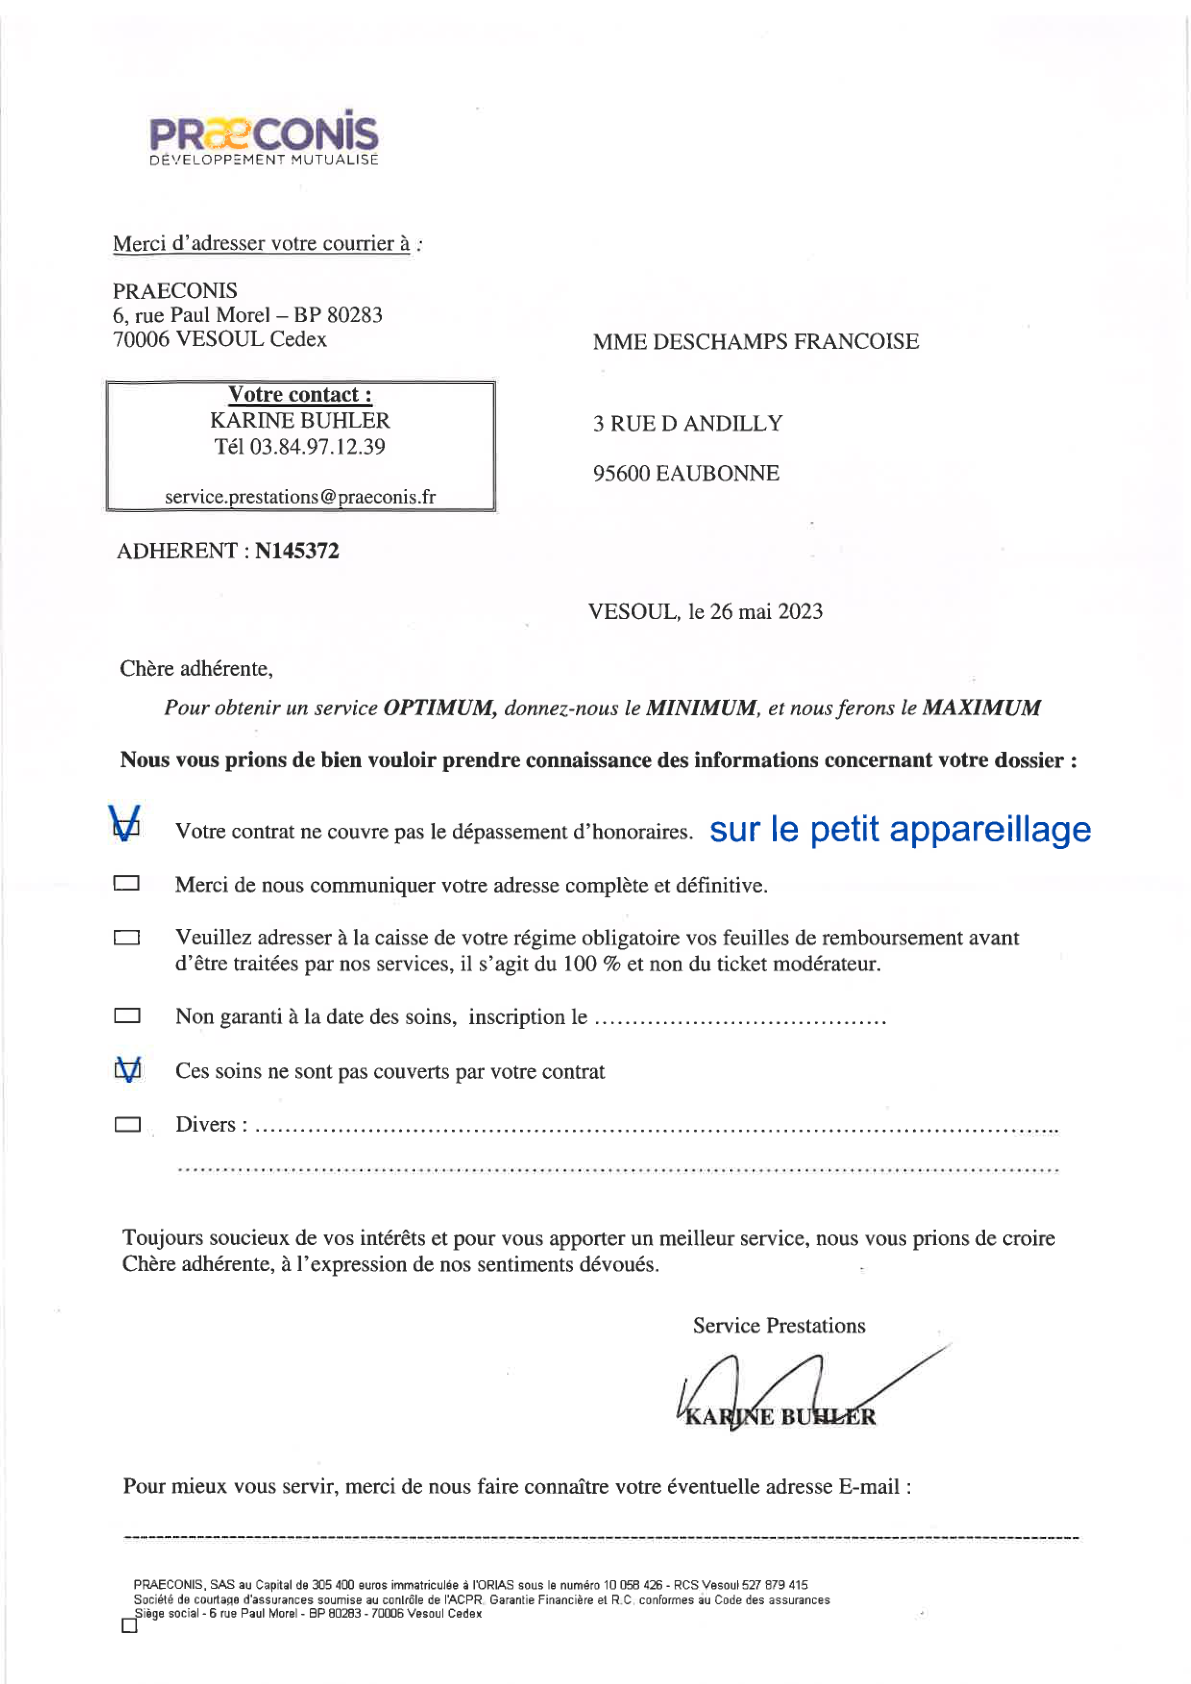 PRæCONiS
DÉVELOPPEMENT MUTUALISÉ
Merci d'adresser votre courrier à :
PRAECONIS
6, rue Paul Morel – BP 80283
70006 VESOUL Cedex
MME DESCHAMPS FRANCOISE
Votre contact :
KARINE BUHLER
Tél 03.84.97.12.39
service.prestations@praeconis.fr
3 RUE D ANDILLY
95600 EAUBONNE
ADHERENT : N145372
VESOUL, le 26 mai 2023
Chère adhérente,
Pour obtenir un service OPTIMUM, donnez-nous le MINIMUM, et nous ferons le MAXIMUM
Nous vous prions de bien vouloir prendre connaissance des informations concernant votre dossier :
V Votre contrat ne couvre pas le dépassement d'honoraires. sur le petit appareillage
Merci de nous communiquer votre adresse complète et définitive.
Veuillez adresser à la caisse de votre régime obligatoire vos feuilles de remboursement avant
d'être traitées par nos services, il s'agit du 100 % et non du ticket modérateur.
Non garanti à la date des soins, inscription le .......................................
V Ces soins ne sont pas couverts par votre contrat
Divers : ...........................................................................................................
......................................................................................................................
Toujours soucieux de vos intérêts et pour vous apporter un meilleur service, nous vous prions de croire
Chère adhérente, à l'expression de nos sentiments dévoués.
Service Prestations
KARINE BUHLER
Pour mieux vous servir, merci de nous faire connaître votre éventuelle adresse E-mail :
PRAECONIS, SAS au Capital de 305 400 euros immatriculée à l'ORIAS sous le numéro 10 058 426 - RCS Vesoul 527 879 415
Société de courtage d'assurances soumise au contrôle de l'ACPR. Garantie Financière et R.C. conformes au Code des assurances
Siège social - 6 rue Paul Morel - BP 80283 - 70006 Vesoul Cedex